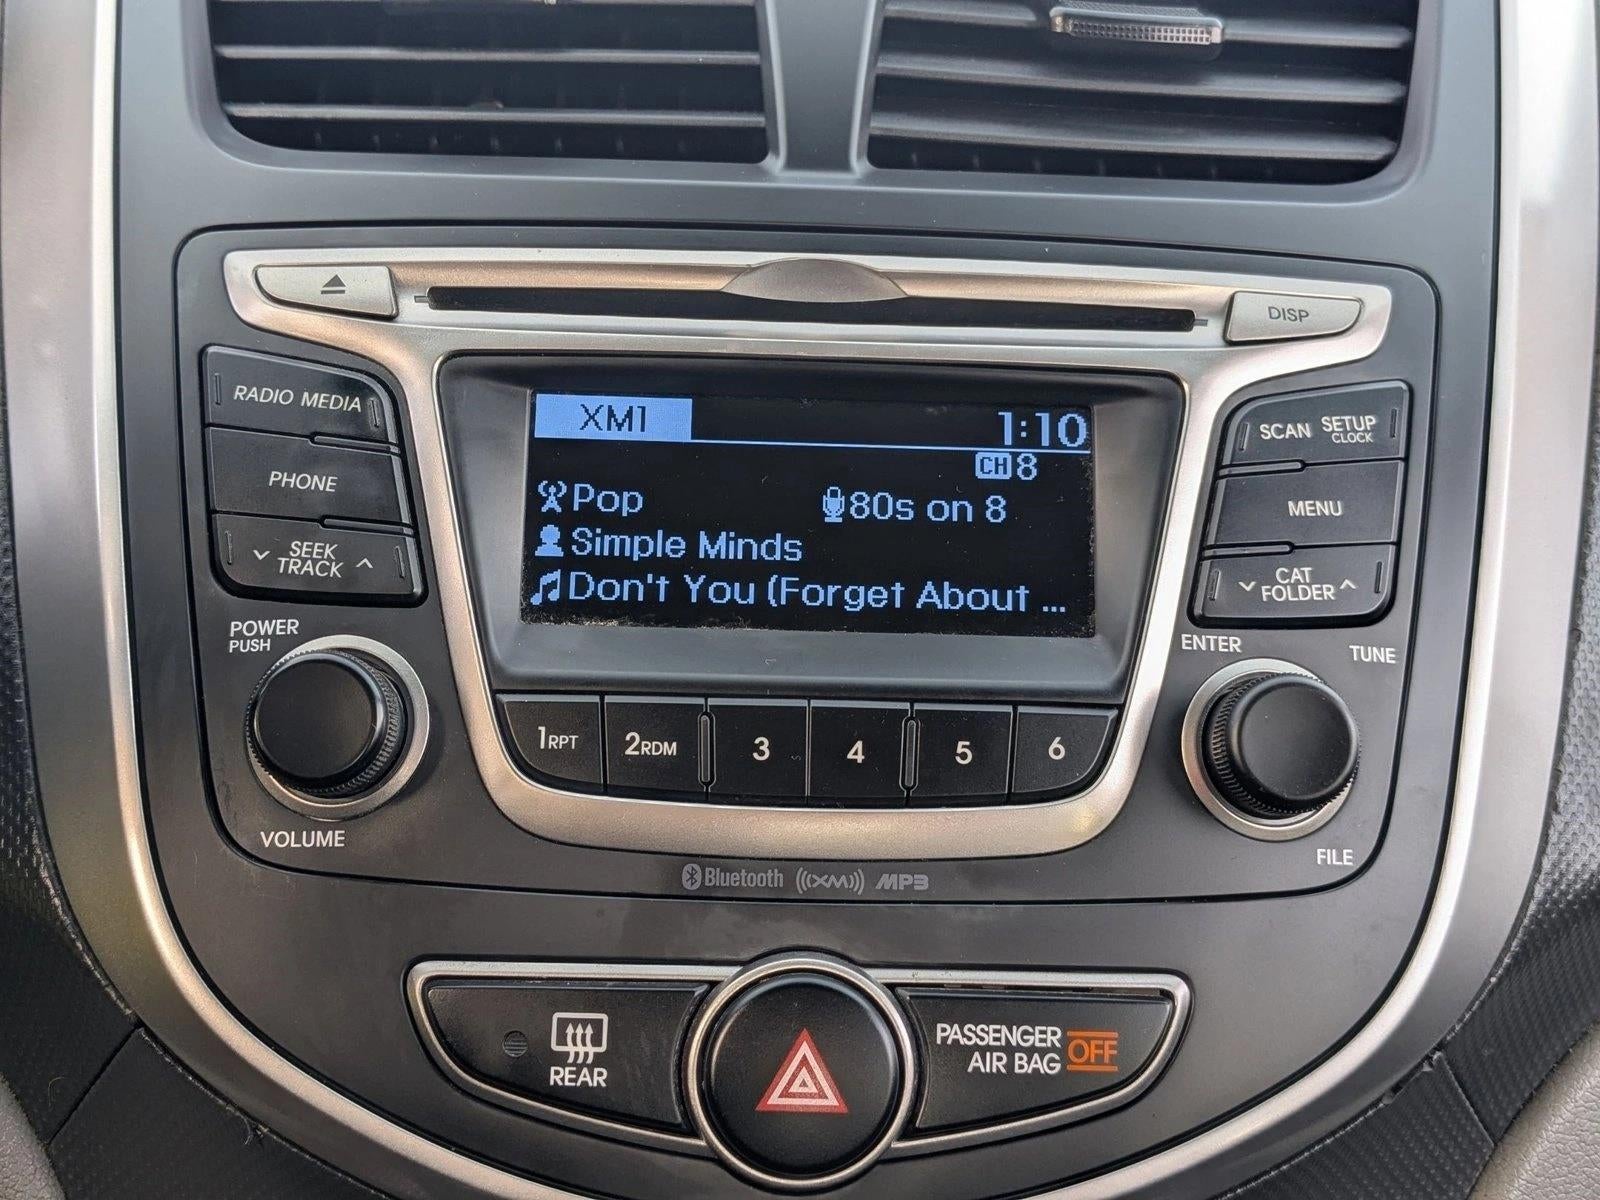 DISP
RADIO MEDIA
PHONE
SEEK
TRACK
XM1 1:10
CH 8
Pop 80s on 8
Simple Minds
Don't You (Forget About ...
SCAN SETUP
CLOCK
MENU
CAT
FOLDER
POWER
PUSH
VOLUME
ENTER
TUNE
FILE
1RPT 2RDM 3 4 5 6
Bluetooth ((XM)) MP3
REAR
PASSENGER
AIR BAG OFF